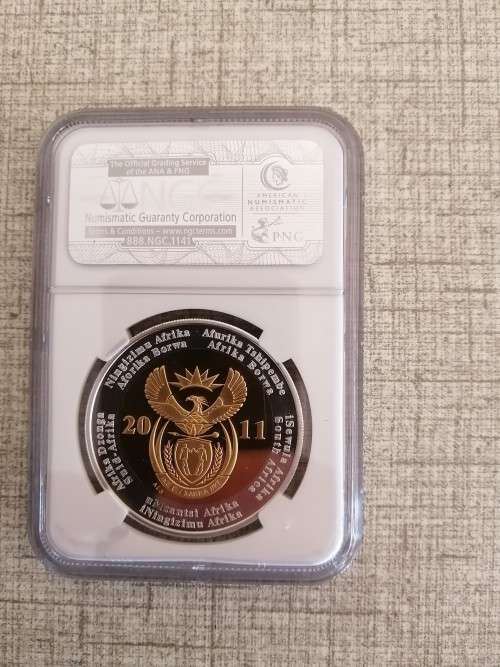 The Official Grading Service
of the ANA & PNG
NGC
Numismatic Guaranty Corporation
Terms & Conditions – www.ngcterms.com
888.NGC.1141
AMERICAN
NUMISMATIC
ASSOCIATION
PNG
Ningizimu Afrika
Aforika Borwa
Afurika Tshipembe
Afrika Borwa
iSewula Afrika
South Africa
uMzantsi Afrika
iNingizimu Afrika
Afrika Dzonga
Suid-Afrika
20 11